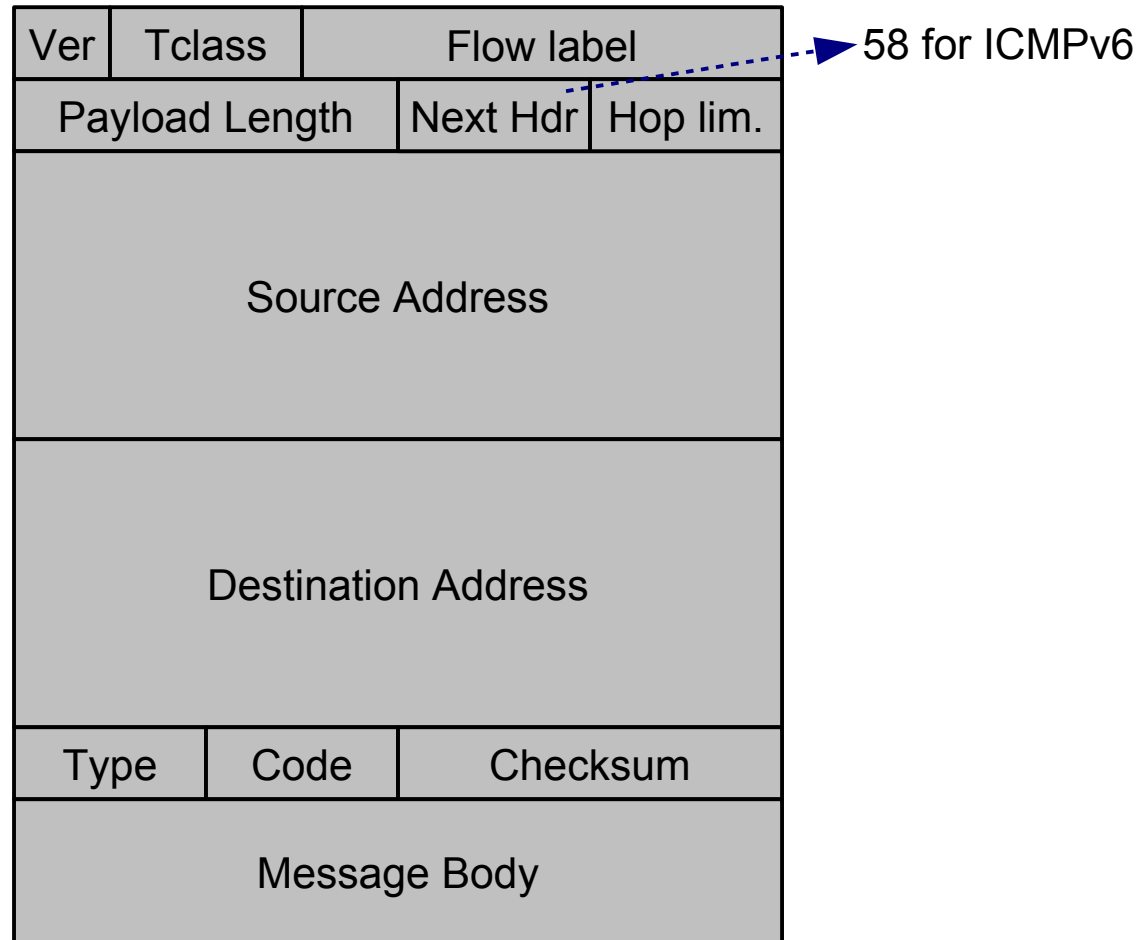 Ver Tclass Flow label 58 for ICMPv6
Payload Length Next Hdr Hop lim.
Source Address
Destination Address
Type Code Checksum
Message Body